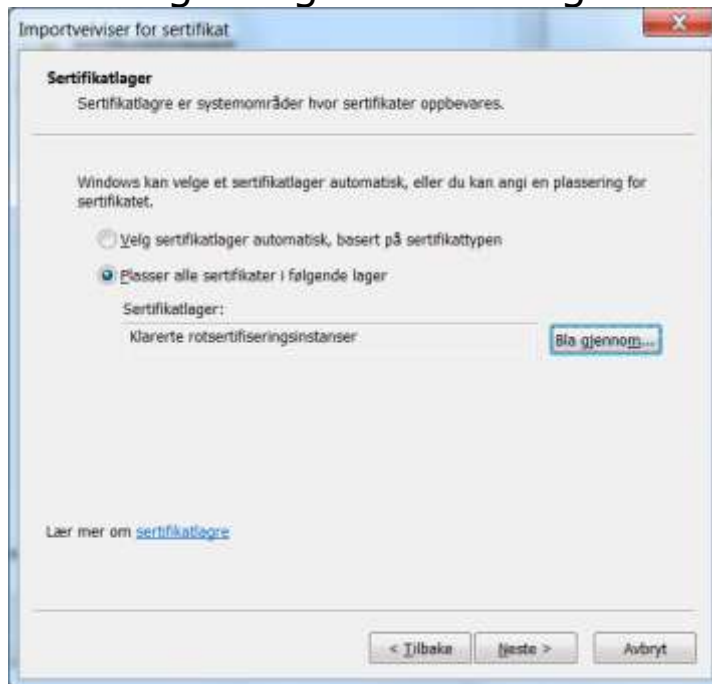 Importveiviser for sertifikat
Sertifikatlager
Sertifikatlagre er systemområder hvor sertifikater oppbevares.
Windows kan velge et sertifikatlager automatisk, eller du kan angi en plassering for
sertifikatet.
Velg sertifikatlager automatisk, basert på sertifikattypen
Plasser alle sertifikater i følgende lager
Sertifikatlager:
Klarerte rotsertifiseringsinstanser
Bla gjennom...
Lær mer om sertifikatlagre
< Tilbake
Neste >
Avbryt